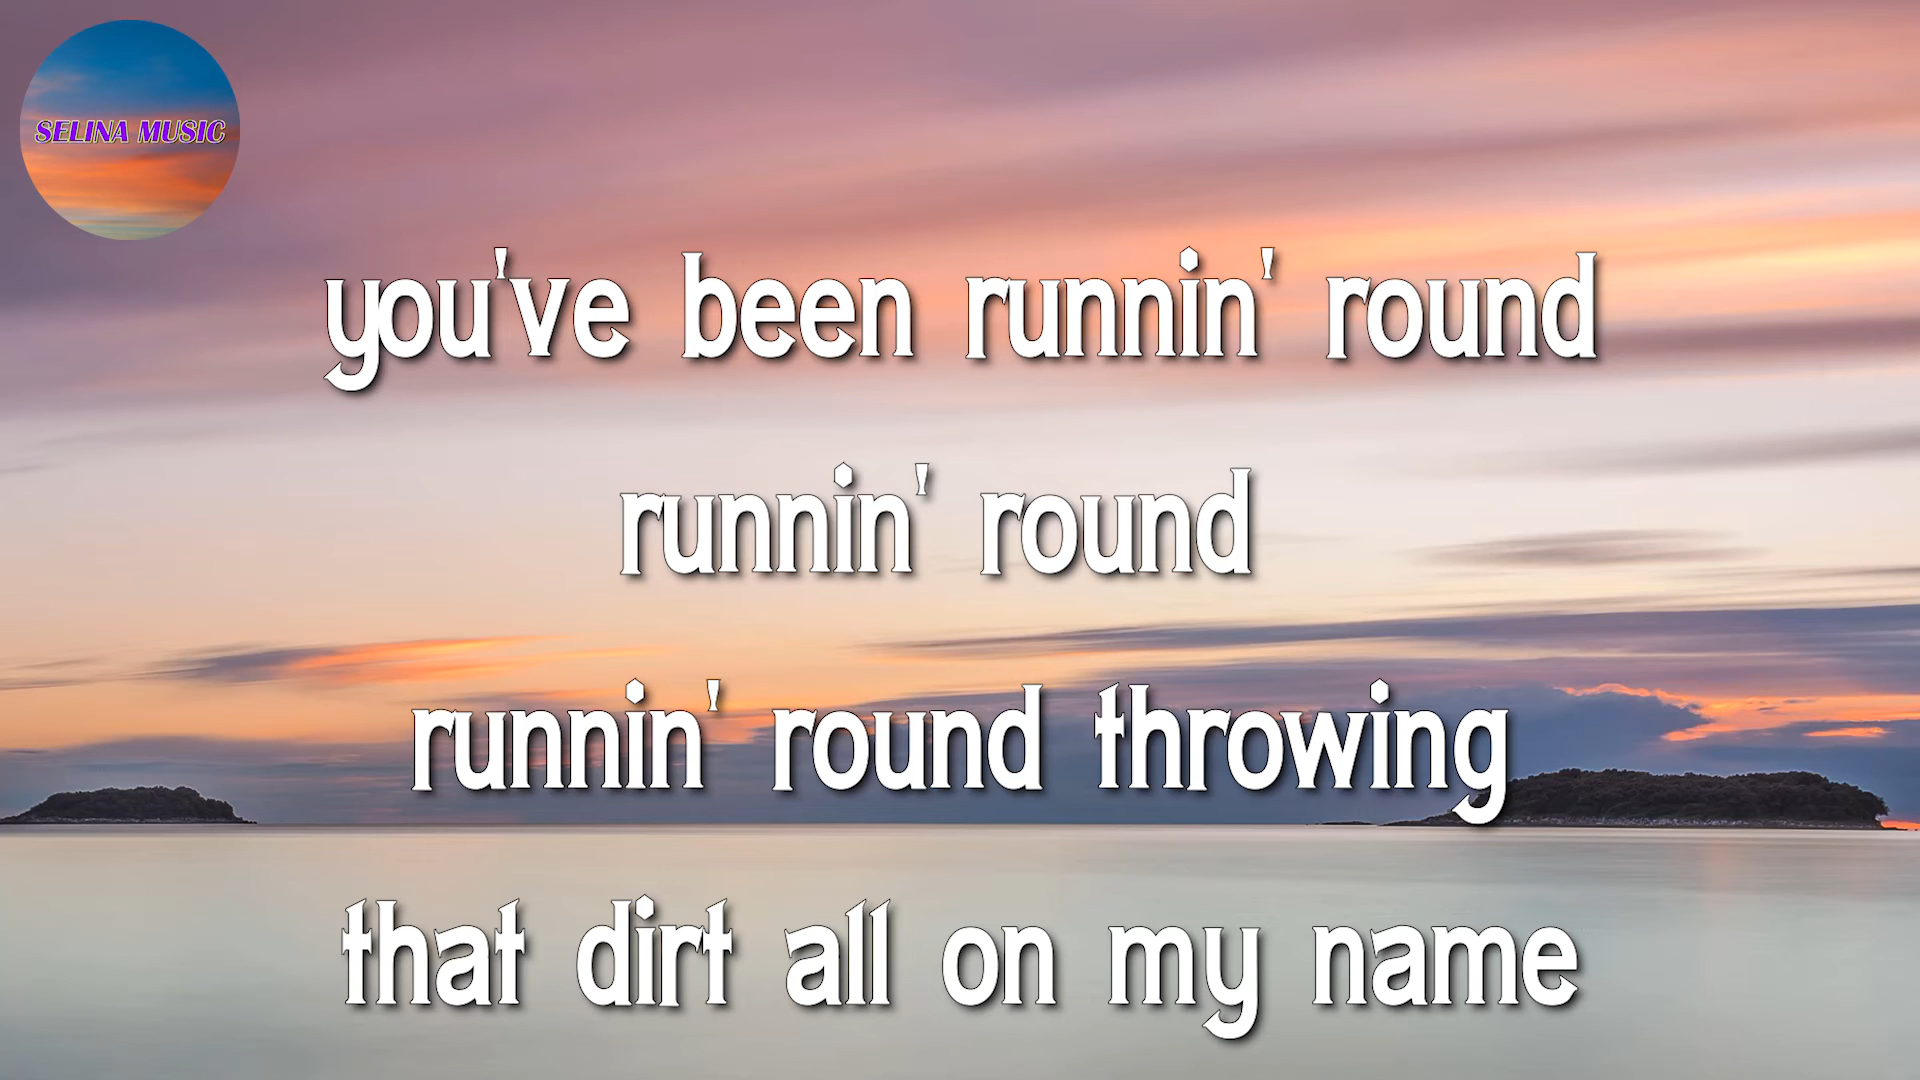 SELINA MUSIC
you've been runnin' round
runnin' round
runnin' round throwing
that dirt all on my name